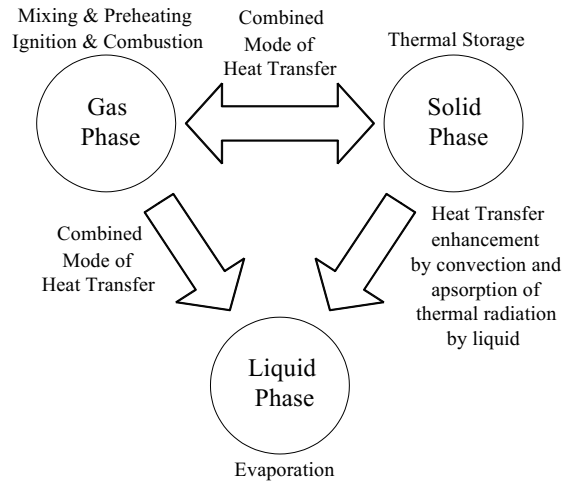 Mixing & Preheating
Ignition & Combustion
Combined
Mode of
Heat Transfer
Thermal Storage
Gas
Phase
Solid
Phase
Combined
Mode of
Heat Transfer
Heat Transfer
enhancement
by convection and
apsorption of
thermal radiation
by liquid
Liquid
Phase
Evaporation